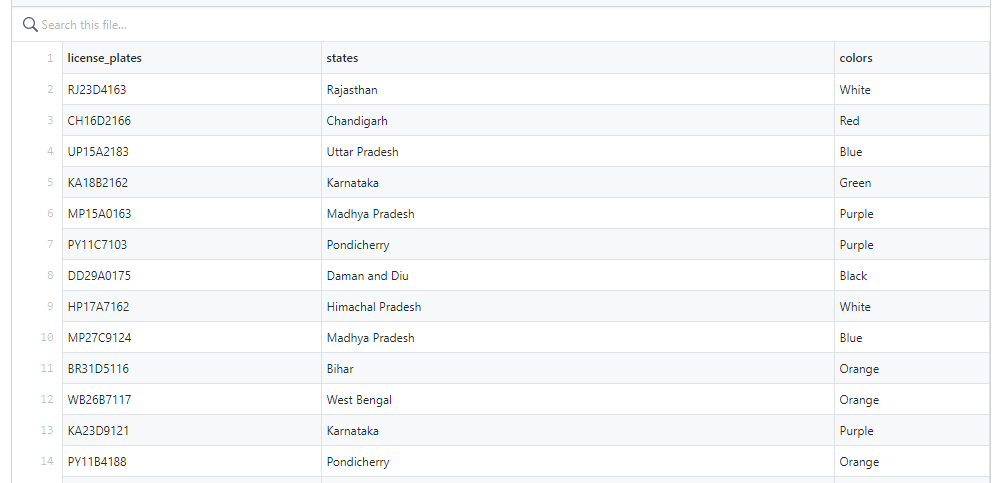 Search this file...
1 license_plates states colors
2 RJ23D4163 Rajasthan White
3 CH16D2166 Chandigarh Red
4 UP15A2183 Uttar Pradesh Blue
5 KA18B2162 Karnataka Green
6 MP15A0163 Madhya Pradesh Purple
7 PY11C7103 Pondicherry Purple
8 DD29A0175 Daman and Diu Black
9 HP17A7162 Himachal Pradesh White
10 MP27C9124 Madhya Pradesh Blue
11 BR31D5116 Bihar Orange
12 WB26B7117 West Bengal Orange
13 KA23D9121 Karnataka Purple
14 PY11B4188 Pondicherry Orange